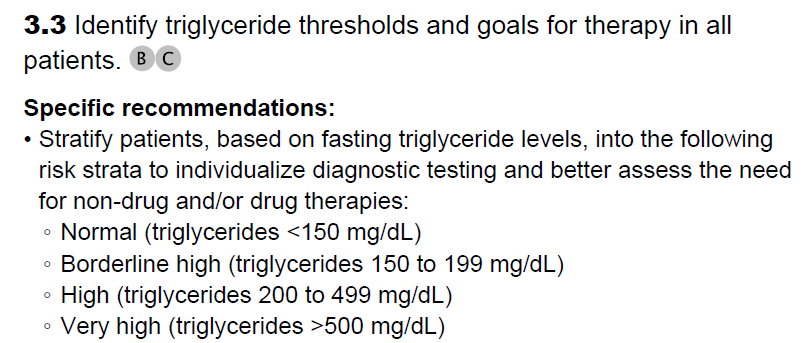 3.3 Identify triglyceride thresholds and goals for therapy in all
patients. B C
Specific recommendations:
• Stratify patients, based on fasting triglyceride levels, into the following
risk strata to individualize diagnostic testing and better assess the need
for non-drug and/or drug therapies:
◦ Normal (triglycerides <150 mg/dL)
◦ Borderline high (triglycerides 150 to 199 mg/dL)
◦ High (triglycerides 200 to 499 mg/dL)
◦ Very high (triglycerides >500 mg/dL)